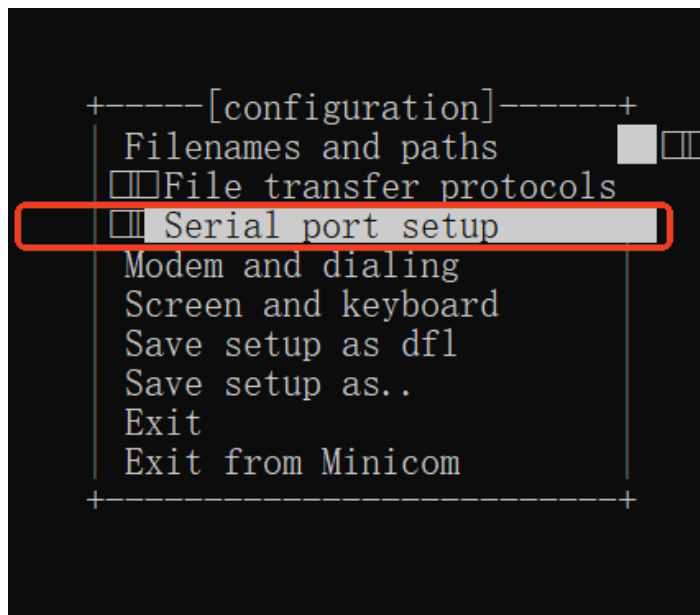 +-----[configuration]------+
Filenames and paths
File transfer protocols
Serial port setup
Modem and dialing
Screen and keyboard
Save setup as dfl
Save setup as..
Exit
Exit from Minicom
+--------------------------+